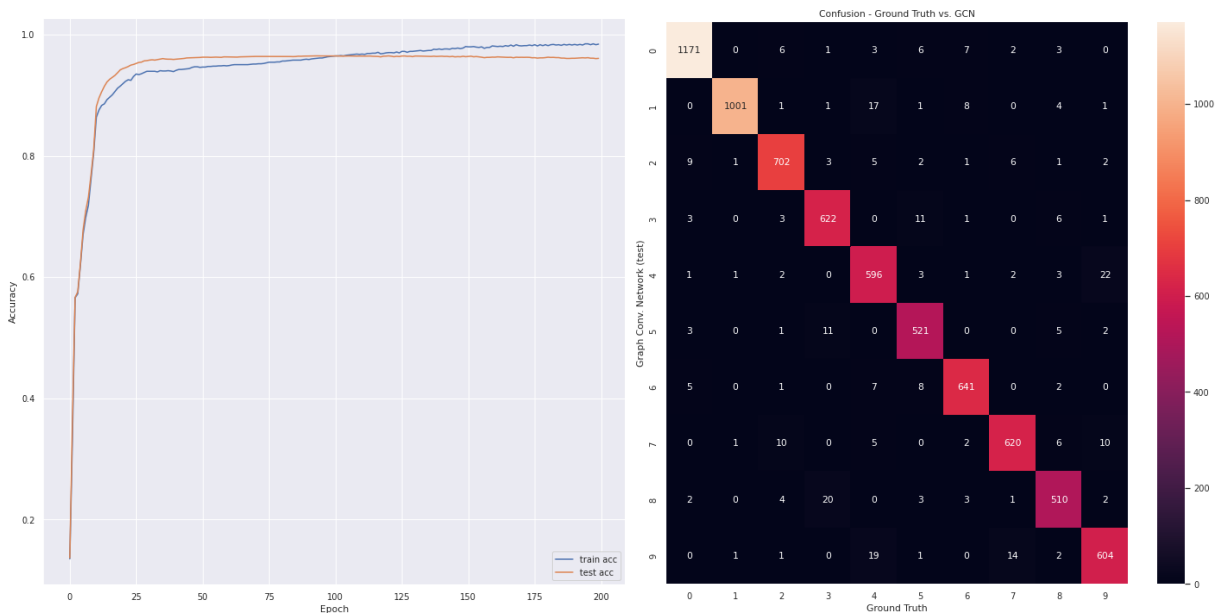 1.0
0.8
0.6
0.4
0.2
Accuracy
0 25 50 75 100 125 150 175 200
Epoch
train acc
test acc
Confusion - Ground Truth vs. GCN
Graph Conv. Network (test)
0 1171 0 6 1 3 6 7 2 3 0
1 0 1001 1 1 17 1 8 0 4 1
2 9 1 702 3 5 2 1 6 1 2
3 3 0 3 622 0 11 1 0 6 1
4 1 1 2 0 596 3 1 2 3 22
5 3 0 1 11 0 521 0 0 5 2
6 5 0 1 0 7 8 641 0 2 0
7 0 1 10 0 5 0 2 620 6 10
8 2 0 4 20 0 3 3 1 510 2
9 0 1 1 0 19 1 0 14 2 604
0 1 2 3 4 5 6 7 8 9
Ground Truth
1000
800
600
400
200
0